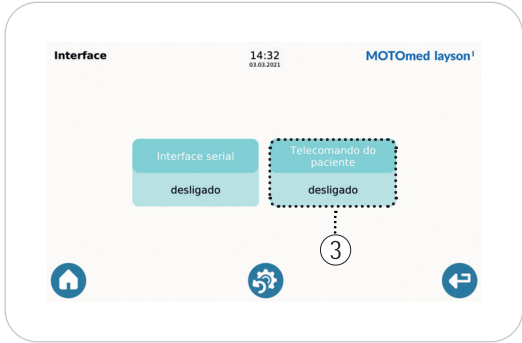 Interface
14:32
03.03.2021
MOTOmed layson
Interface serial
desligado
Telecomando do
paciente
desligado
3